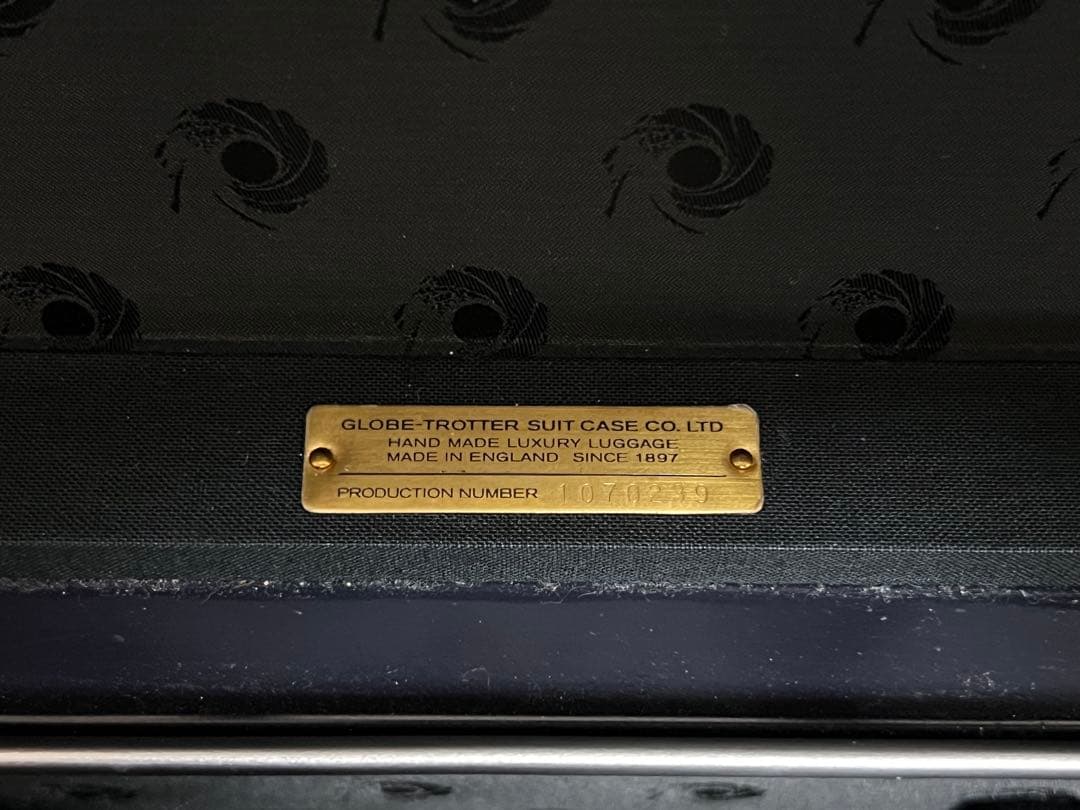 GLOBE-TROTTER SUIT CASE CO. LTD
HAND MADE LUXURY LUGGAGE
MADE IN ENGLAND SINCE 1897
PRODUCTION NUMBER 1070239